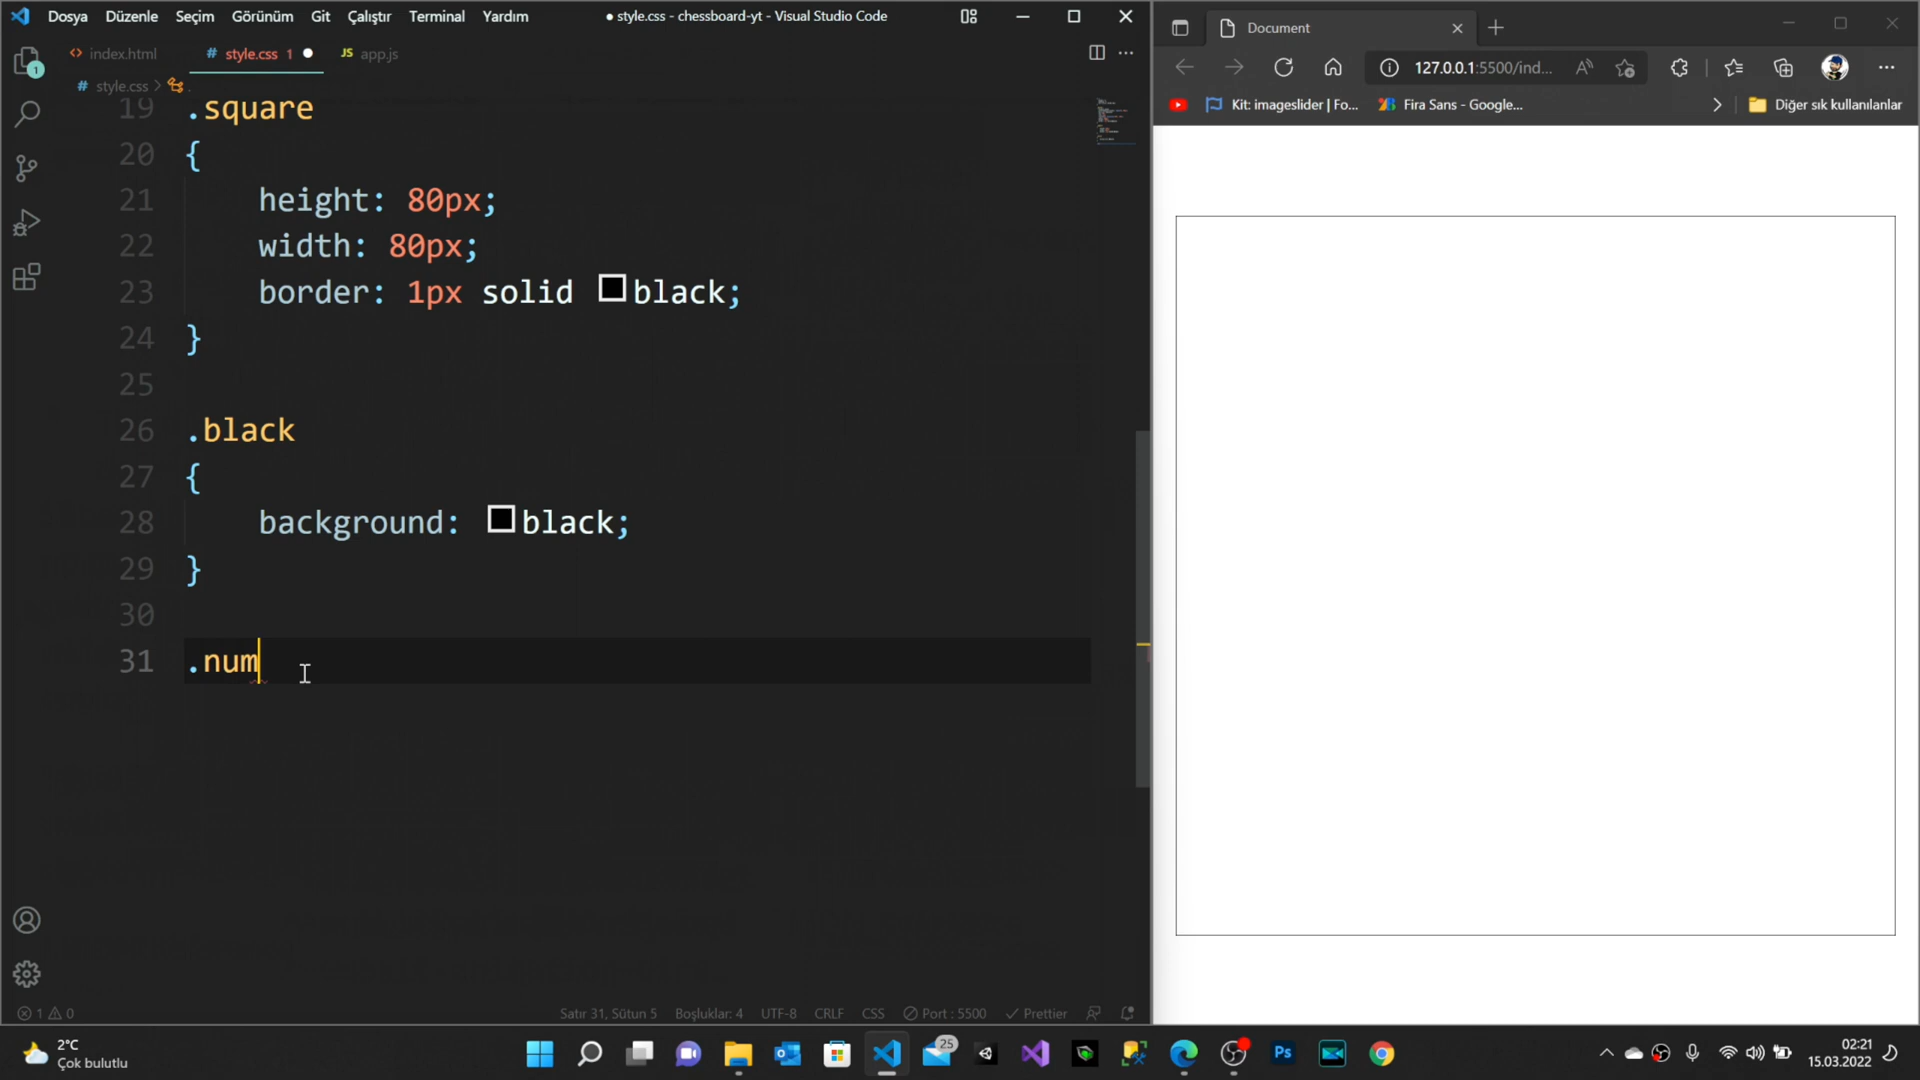 Dosya Düzenle Seçim Görünüm Git Çalıştır Terminal Yardım
● style.css - chessboard-yt - Visual Studio Code
index.html
# style.css 1 ●
JS app.js
# style.css > .
19 .square
20 {
21 height: 80px;
22 width: 80px;
23 border: 1px solid black;
24 }
25
26 .black
27 {
28 background: black;
29 }
30
31 .num
1 0
Satır 31, Sütun 5 Boşluklar: 4 UTF-8 CRLF CSS Port : 5500 Prettier
Document
127.0.0.1:5500/ind...
Kit: imageslider | Fo... Fira Sans - Google... Diğer sık kullanılanlar
2°C
Çok bulutlu
25
Ps
02:21
15.03.2022